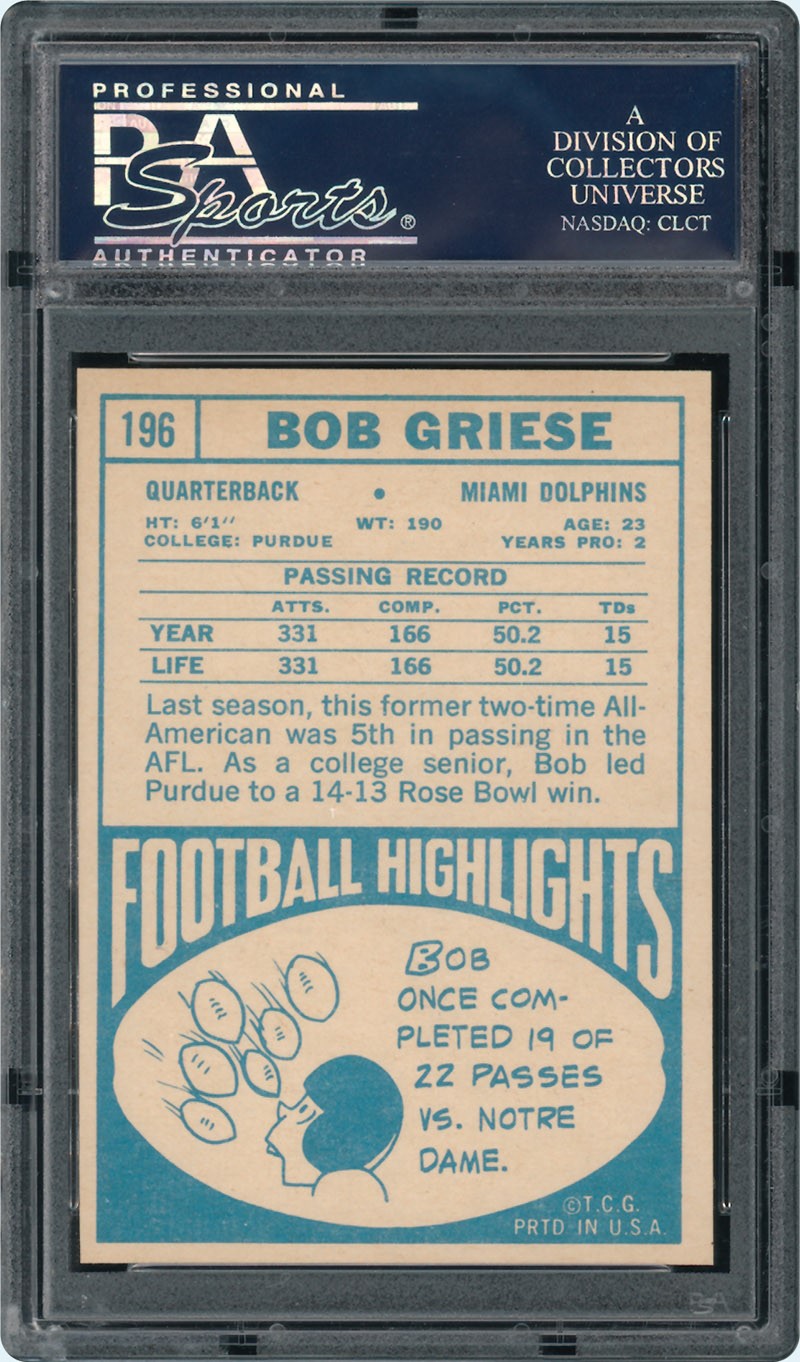 PROFESSIONAL
PSA
Sports®
AUTHENTICATOR
A
DIVISION OF
COLLECTORS
UNIVERSE
NASDAQ: CLCT
196 BOB GRIESE
QUARTERBACK • MIAMI DOLPHINS
HT: 6'1'' WT: 190 AGE: 23
COLLEGE: PURDUE YEARS PRO: 2
PASSING RECORD
ATTS. COMP. PCT. TDs
YEAR 331 166 50.2 15
LIFE 331 166 50.2 15
Last season, this former two-time All-
American was 5th in passing in the
AFL. As a college senior, Bob led
Purdue to a 14-13 Rose Bowl win.
FOOTBALL HIGHLIGHTS
BOB
ONCE COM-
PLETED 19 OF
22 PASSES
VS. NOTRE
DAME.
©T.C.G.
PRTD IN U.S.A.
PSA